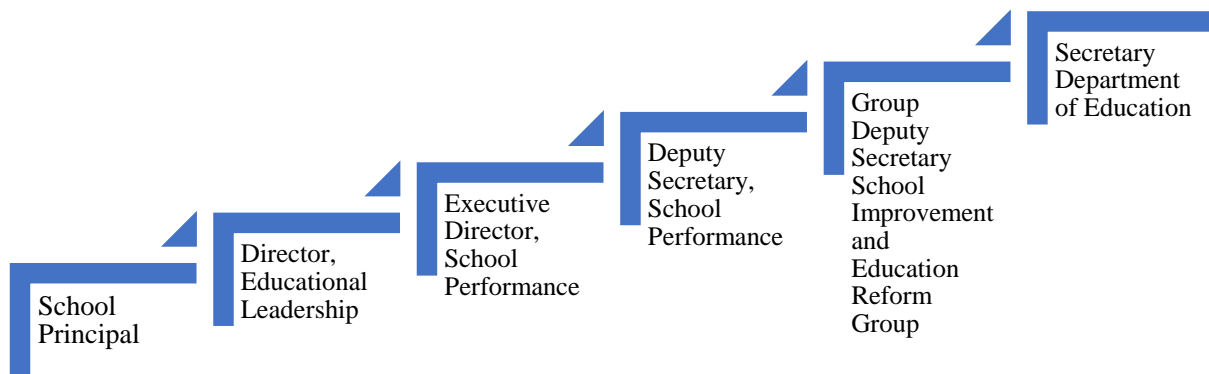 School
Principal
Director,
Educational
Leadership
Executive
Director,
School
Performance
Deputy
Secretary,
School
Performance
Group
Deputy
Secretary
School
Improvement
and
Education
Reform
Group
Secretary
Department
of Education